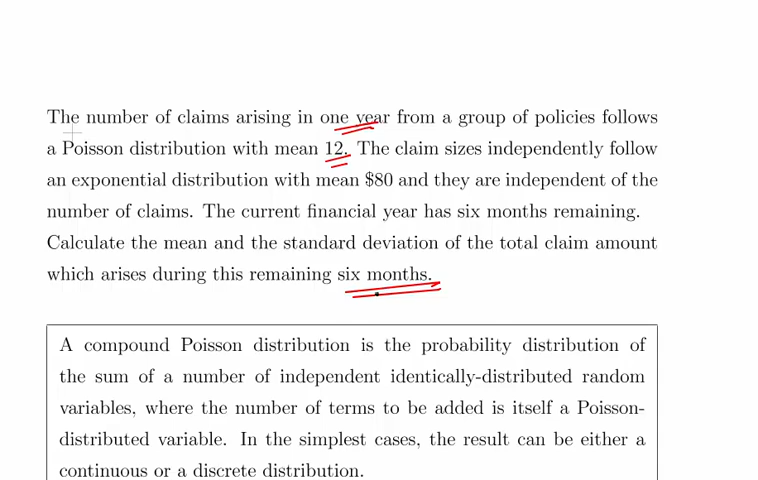 The number of claims arising in one year from a group of policies follows
a Poisson distribution with mean 12. The claim sizes independently follow
an exponential distribution with mean $80 and they are independent of the
number of claims. The current financial year has six months remaining.
Calculate the mean and the standard deviation of the total claim amount
which arises during this remaining six months.
A compound Poisson distribution is the probability distribution of
the sum of a number of independent identically-distributed random
variables, where the number of terms to be added is itself a Poisson-
distributed variable. In the simplest cases, the result can be either a
continuous or a discrete distribution.